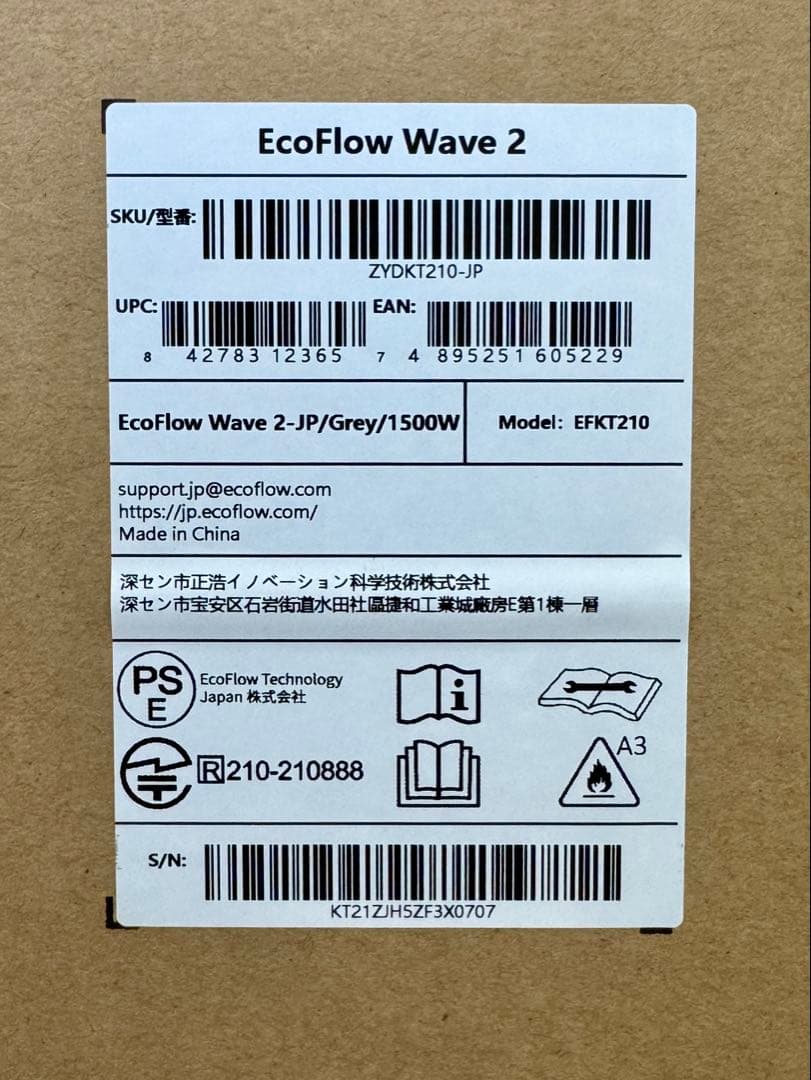 EcoFlow Wave 2
SKU/型番:
ZYDKT210-JP
UPC: EAN:
8 42783 12365 7 4 895251 605229
EcoFlow Wave 2-JP/Grey/1500W Model: EFKT210
support.jp@ecoflow.com
https://jp.ecoflow.com/
Made in China
深セン市正浩イノベーション科学技術株式会社
深セン市宝安区石岩街道水田社區捷和工業城廠房E第1棟一層
PS
E
EcoFlow Technology
Japan 株式会社
i
R 210-210888
A3
S/N:
KT21ZJH5ZF3X0707